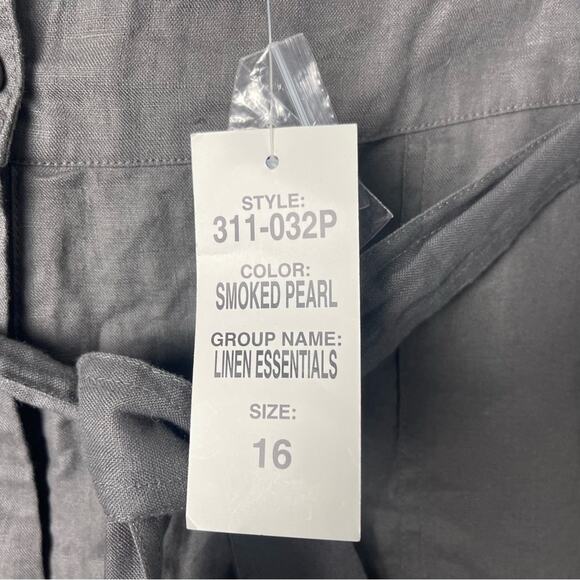 STYLE:
311-032P
COLOR:
SMOKED PEARL
GROUP NAME:
LINEN ESSENTIALS
SIZE:
16